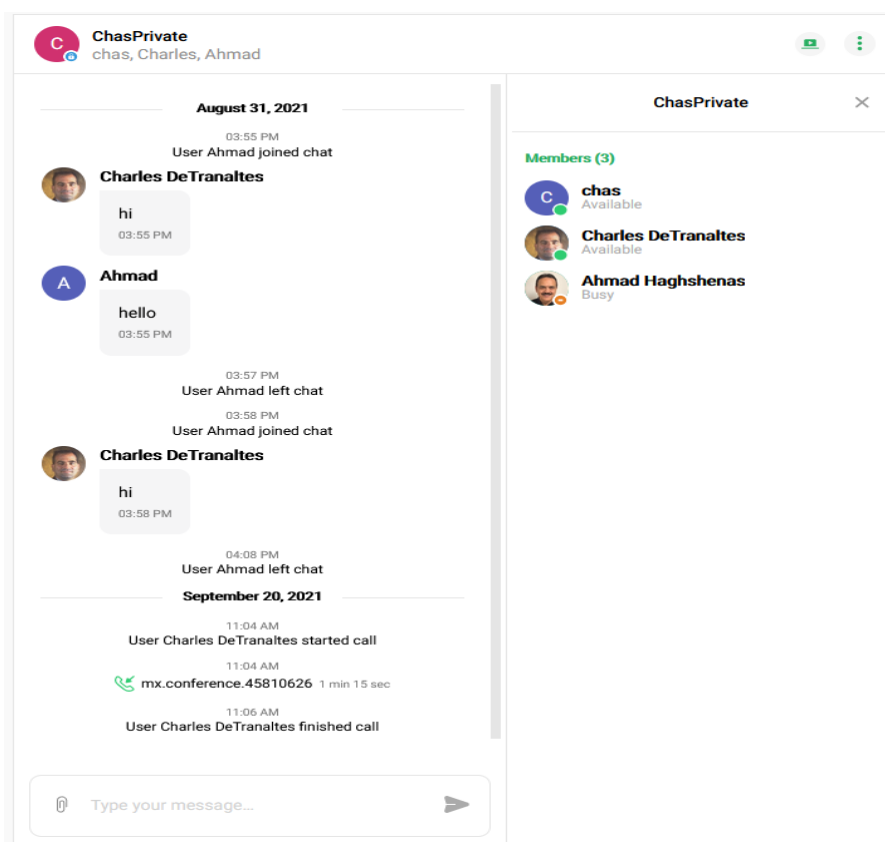 C
ChasPrivate
chas, Charles, Ahmad
August 31, 2021
03:55 PM
User Ahmad joined chat
Charles DeTranaltes
hi
03:55 PM
A
Ahmad
hello
03:55 PM
03:57 PM
User Ahmad left chat
03:58 PM
User Ahmad joined chat
Charles DeTranaltes
hi
03:58 PM
04:08 PM
User Ahmad left chat
September 20, 2021
11:04 AM
User Charles DeTranaltes started call
11:04 AM
mx.conference.45810626 1 min 15 sec
11:06 AM
User Charles DeTranaltes finished call
Type your message...
ChasPrivate
Members (3)
C
chas
Available
Charles DeTranaltes
Available
Ahmad Haghshenas
Busy